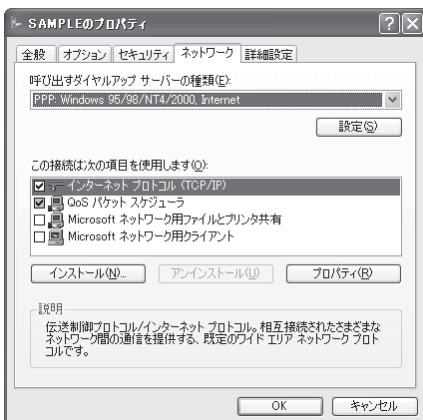 SAMPLEのプロパティ
全般 オプション セキュリティ ネットワーク 詳細設定
呼び出すダイヤルアップ サーバーの種類(E):
PPP: Windows 95/98/NT4/2000, Internet
設定(S)
この接続は次の項目を使用します(O):
インターネット プロトコル (TCP/IP)
QoS パケット スケジューラ
Microsoft ネットワーク用ファイルとプリンタ共有
Microsoft ネットワーク用クライアント
インストール(N)... アンインストール(U) プロパティ(R)
説明
伝送制御プロトコル/インターネット プロトコル。相互接続されたさまざまな
ネットワーク間の通信を提供する、既定のワイド エリア ネットワーク プロト
コルです。
OK キャンセル